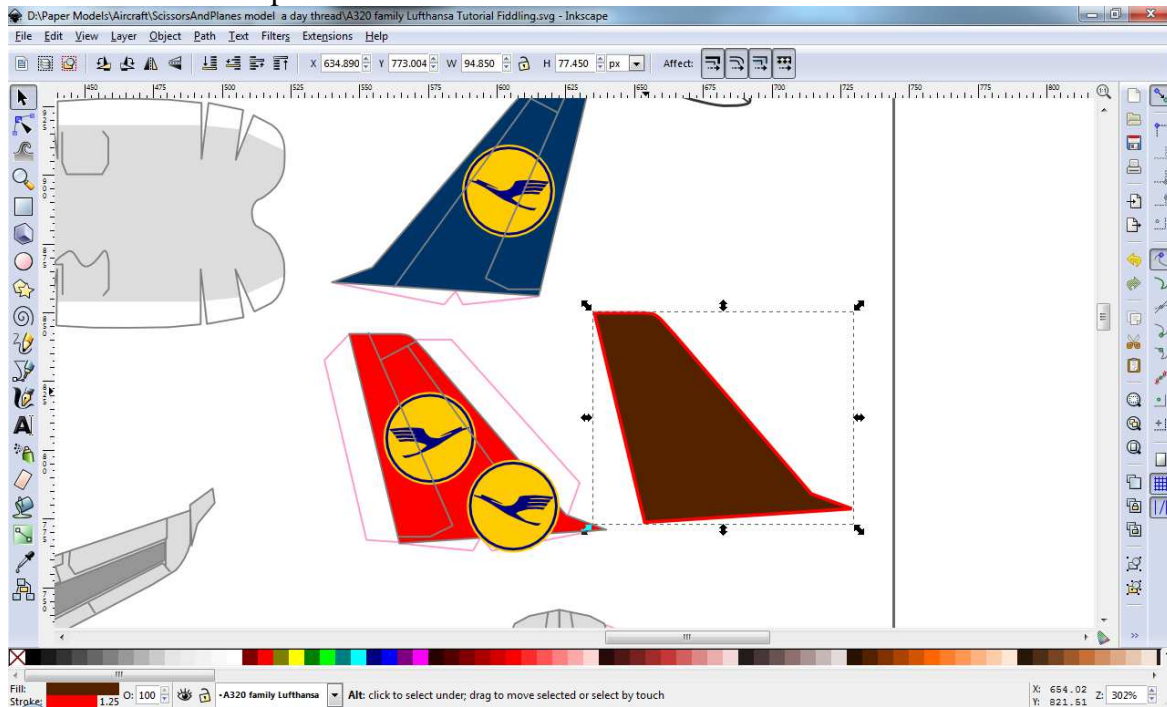 D:\Paper Models\Aircraft\ScissorsAndPlanes model a day thread\A320 family Lufthansa Tutorial Fiddling.svg - Inkscape
File Edit View Layer Object Path Text Filters Extensions Help
X 634.890 Y 773.004 W 94.850 H 77.450 px Affect:
450 475 500 525 550 575 600 625 650 675 700 725 750 775 800
Fill:
Stroke: 1.25 O: 100 •A320 family Lufthansa Alt: click to select under; drag to move selected or select by touch X: 654.02 Z: 302%
Y: 821.51